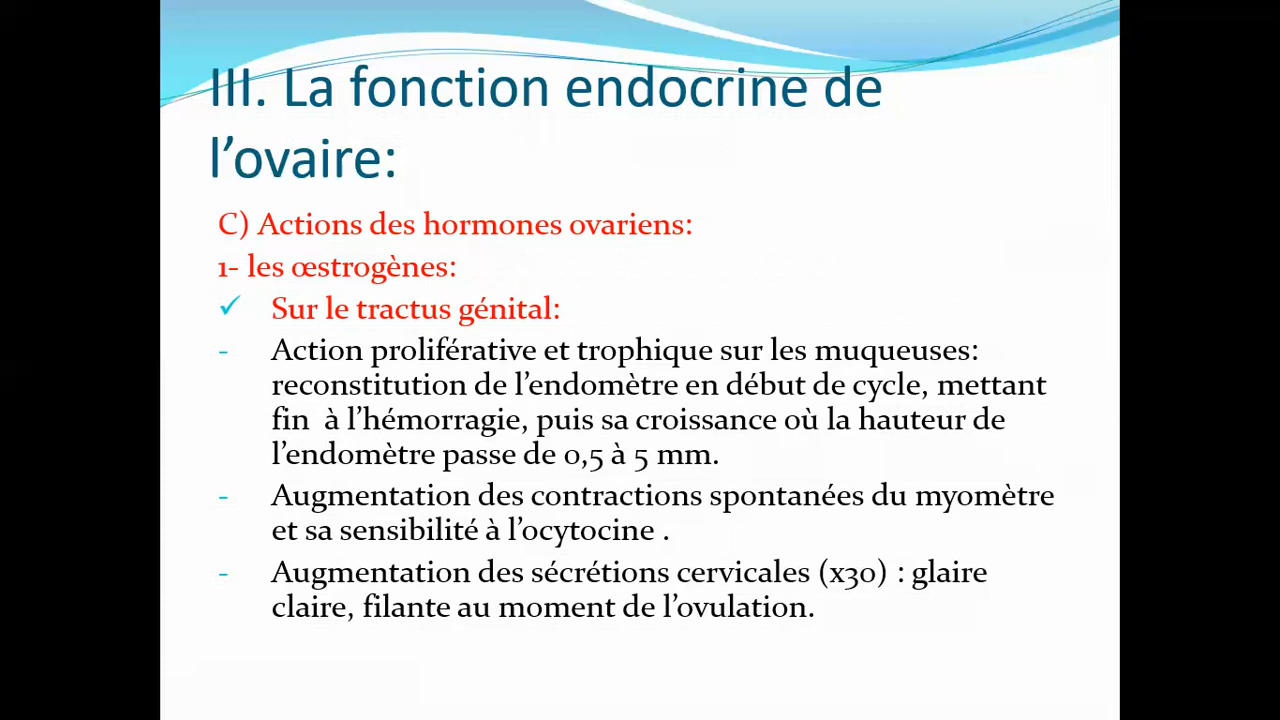 III. La fonction endocrine de
l’ovaire:
C) Actions des hormones ovariens:
1- les œstrogènes:
✓ Sur le tractus génital:
- Action proliférative et trophique sur les muqueuses:
reconstitution de l’endomètre en début de cycle, mettant
fin à l’hémorragie, puis sa croissance où la hauteur de
l’endomètre passe de 0,5 à 5 mm.
- Augmentation des contractions spontanées du myomètre
et sa sensibilité à l’ocytocine .
- Augmentation des sécrétions cervicales (x30) : glaire
claire, filante au moment de l’ovulation.